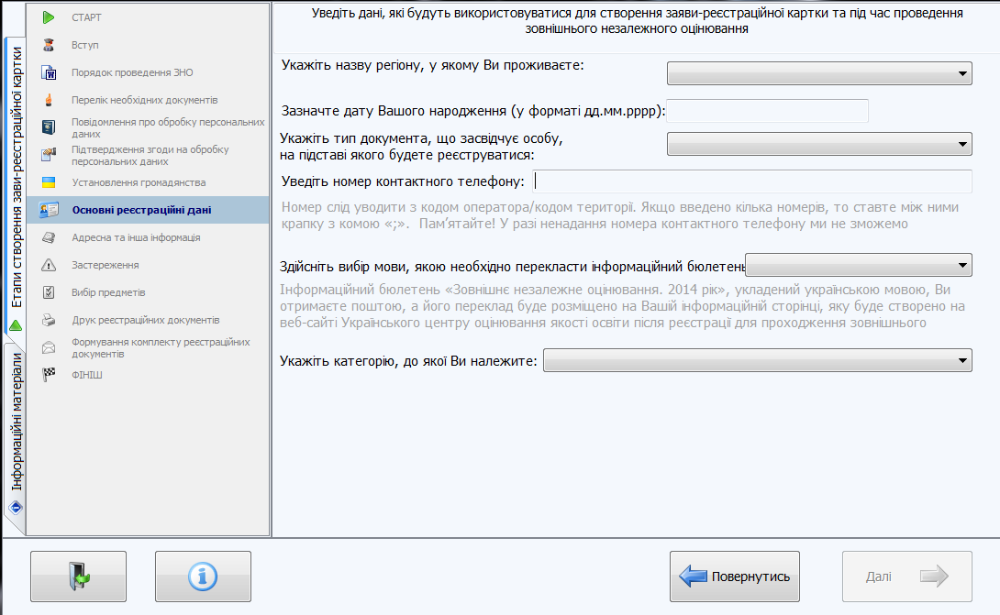 Етапи створення зави-реєстраційної картки
Інформаційні матеріали
СТАРТ
Вступ
Порядок проведення ЗНО
Перелік необхідних документів
Повідомлення про обробку персональних
даних
Підтвердження згоди на обробку
персональних даних
Установлення громадянства
Основні реєстраційні дані
Адресна та інша інформація
Застереження
Вибір предметів
Друк реєстраційних документів
Формування комплекту реєстраційних
документів
ФІНІШ
Уведіть дані, які будуть використовуватися для створення заяви-реєстраційної картки та під час проведення
зовнішнього незалежного оцінювання
Укажіть назву регіону, у якому Ви проживаєте:
Зазначте дату Вашого народження (у форматі дд.мм.рррр):
Укажіть тип документа, що засвідчує особу,
на підставі якого будете реєструватися:
Уведіть номер контактного телефону:
Номер слід уводити з кодом оператора/кодом території. Якщо введено кілька номерів, то ставте між ними
крапку з комою «;». Пам’ятайте! У разі ненадання номера контактного телефону ми не зможемо
Здійсніть вибір мови, якою необхідно перекласти інформаційний бюлетень
Інформаційний бюлетень «Зовнішнє незалежне оцінювання. 2014 рік», укладений українською мовою, Ви
отримаєте поштою, а його переклад буде розміщено на Вашій інформаційній сторінці, яку буде створено на
веб-сайті Українського центру оцінювання якості освіти після реєстрації для проходження зовнішнього
Укажіть категорію, до якої Ви належите:
Повернутись
Далі